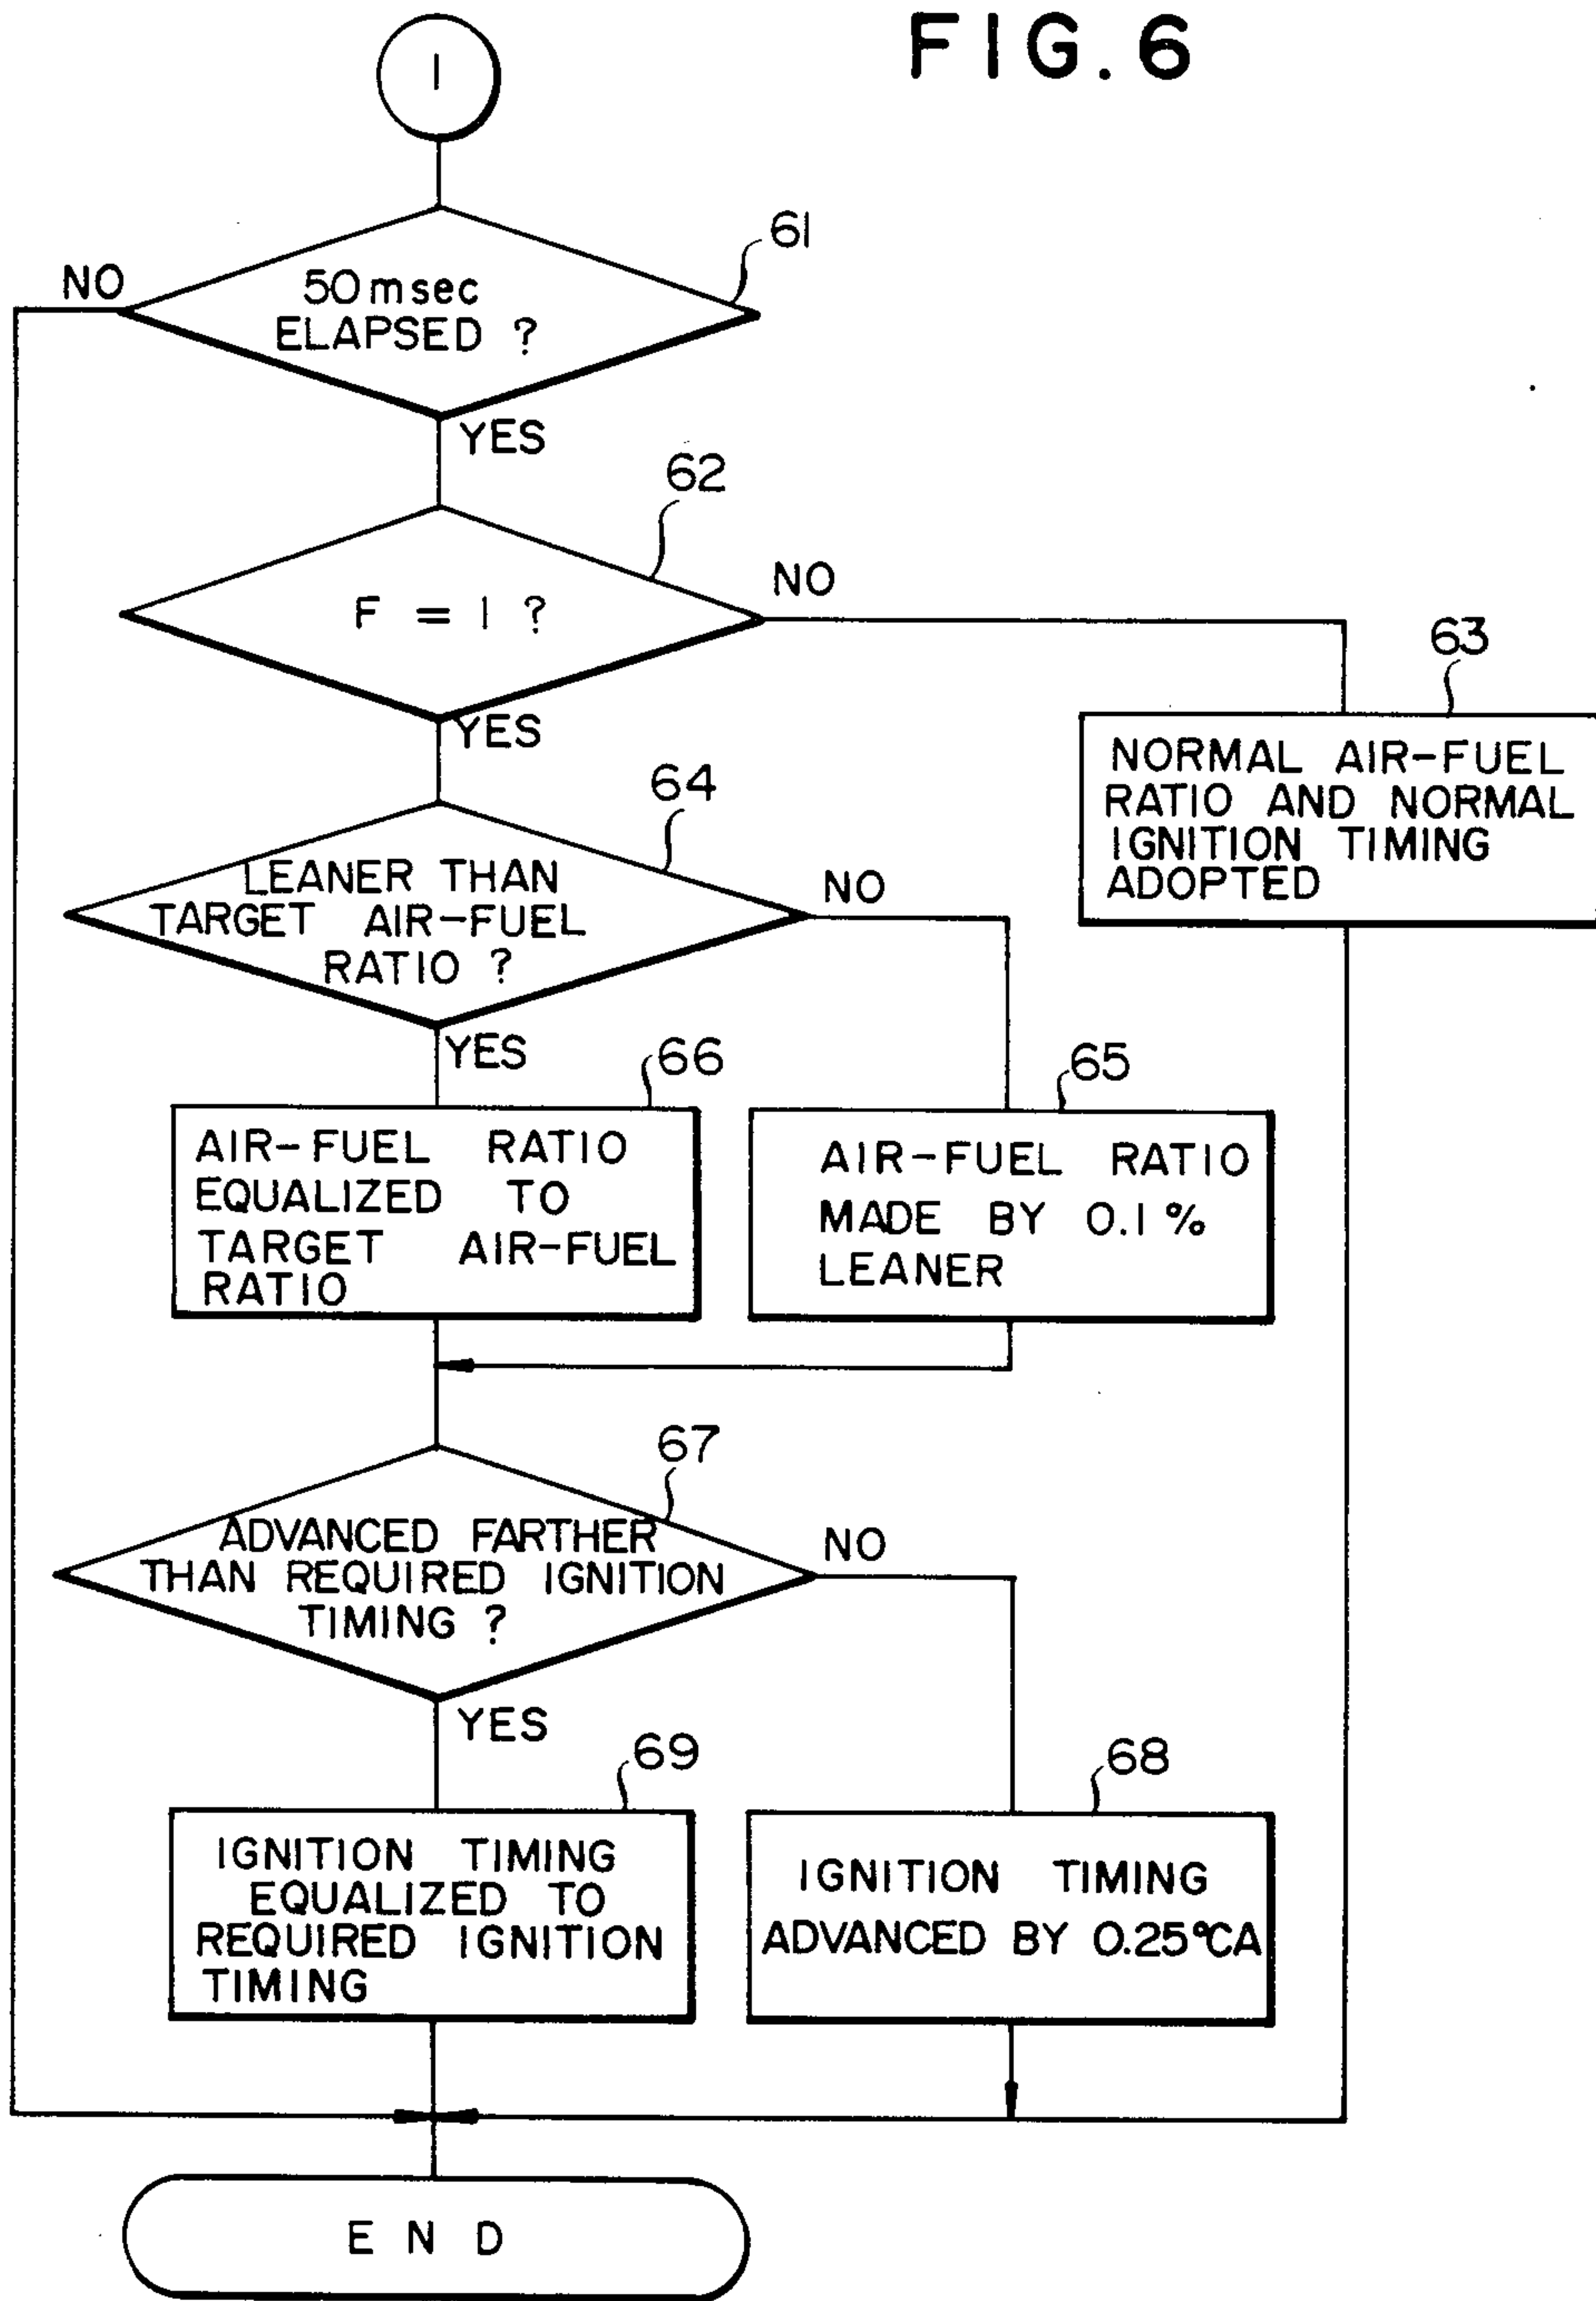 FIG. 6
1
61
NO
50 msec
ELAPSED ?
YES
62
NO
F = 1 ?
63
YES
NORMAL AIR-FUEL
RATIO AND NORMAL
IGNITION TIMING
ADOPTED
64
LEANER THAN
TARGET AIR-FUEL
RATIO ?
NO
YES
66
65
AIR-FUEL RATIO
EQUALIZED TO
TARGET AIR-FUEL
RATIO
AIR-FUEL RATIO
MADE BY 0.1%
LEANER
67
ADVANCED FARTHER
THAN REQUIRED IGNITION
TIMING ?
NO
YES
69
68
IGNITION TIMING
EQUALIZED TO
REQUIRED IGNITION
TIMING
IGNITION TIMING
ADVANCED BY 0.25°CA
END